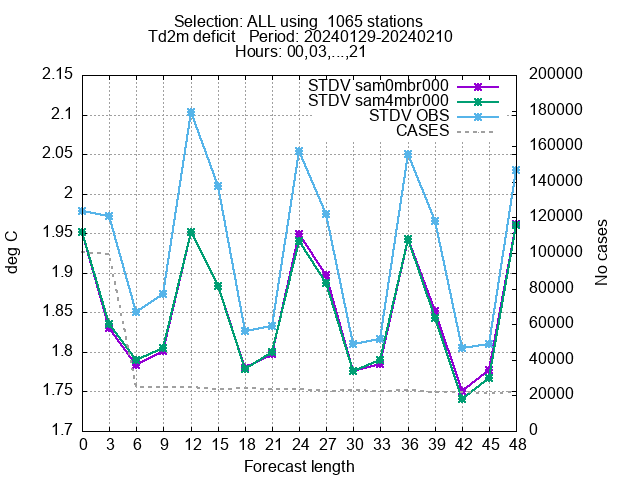 Selection: ALL using  1065 stations
Td2m deficit   Period: 20240129-20240210
Hours: 00,03,...,21
STDV sam0mbr000
STDV sam4mbr000
STDV OBS
CASES
deg C
2.15
2.1
2.05
2
1.95
1.9
1.85
1.8
1.75
1.7
No cases
200000
180000
160000
140000
120000
100000
80000
60000
40000
20000
0
0 3 6 9 12 15 18 21 24 27 30 33 36 39 42 45 48
Forecast length